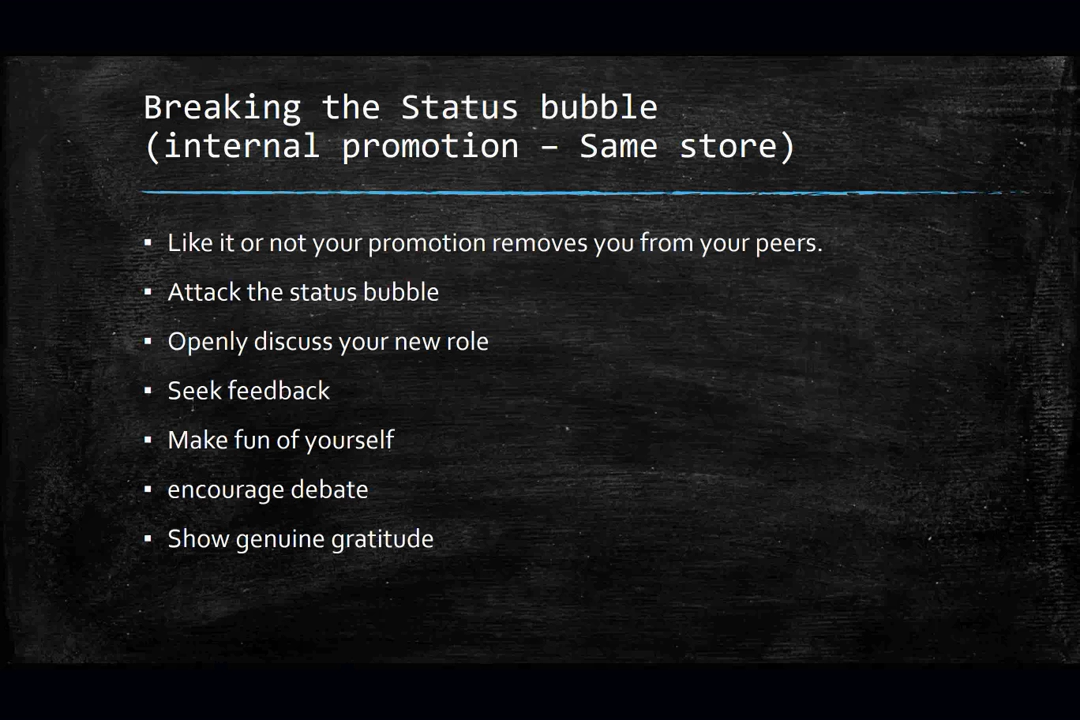 Breaking the Status bubble
(internal promotion – Same store)
▪ Like it or not your promotion removes you from your peers.
▪ Attack the status bubble
▪ Openly discuss your new role
▪ Seek feedback
▪ Make fun of yourself
▪ encourage debate
▪ Show genuine gratitude